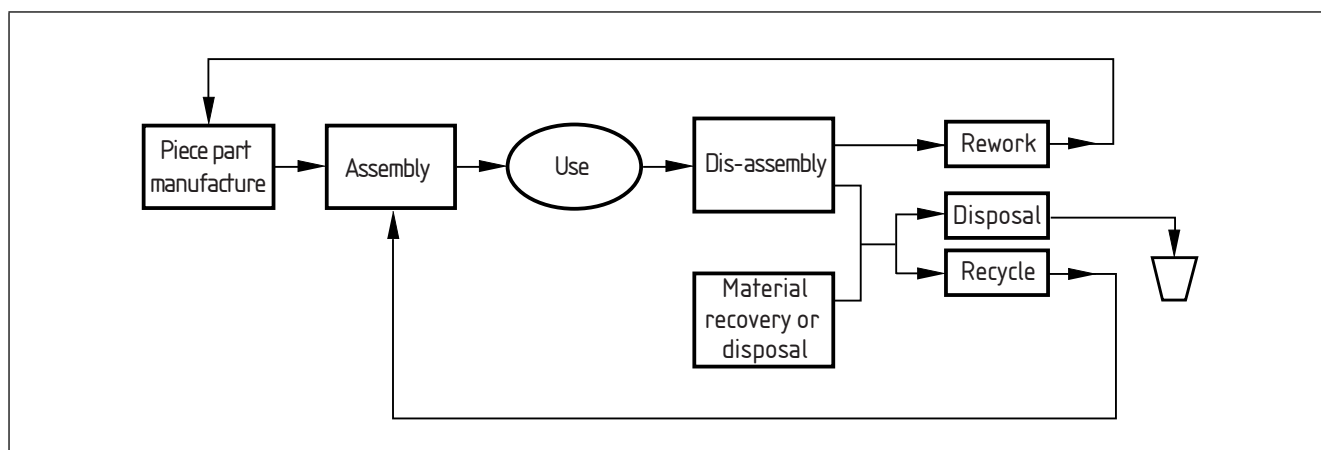 Piece part
manufacture
Assembly
Use
Dis-assembly
Rework
Disposal
Recycle
Material
recovery or
disposal